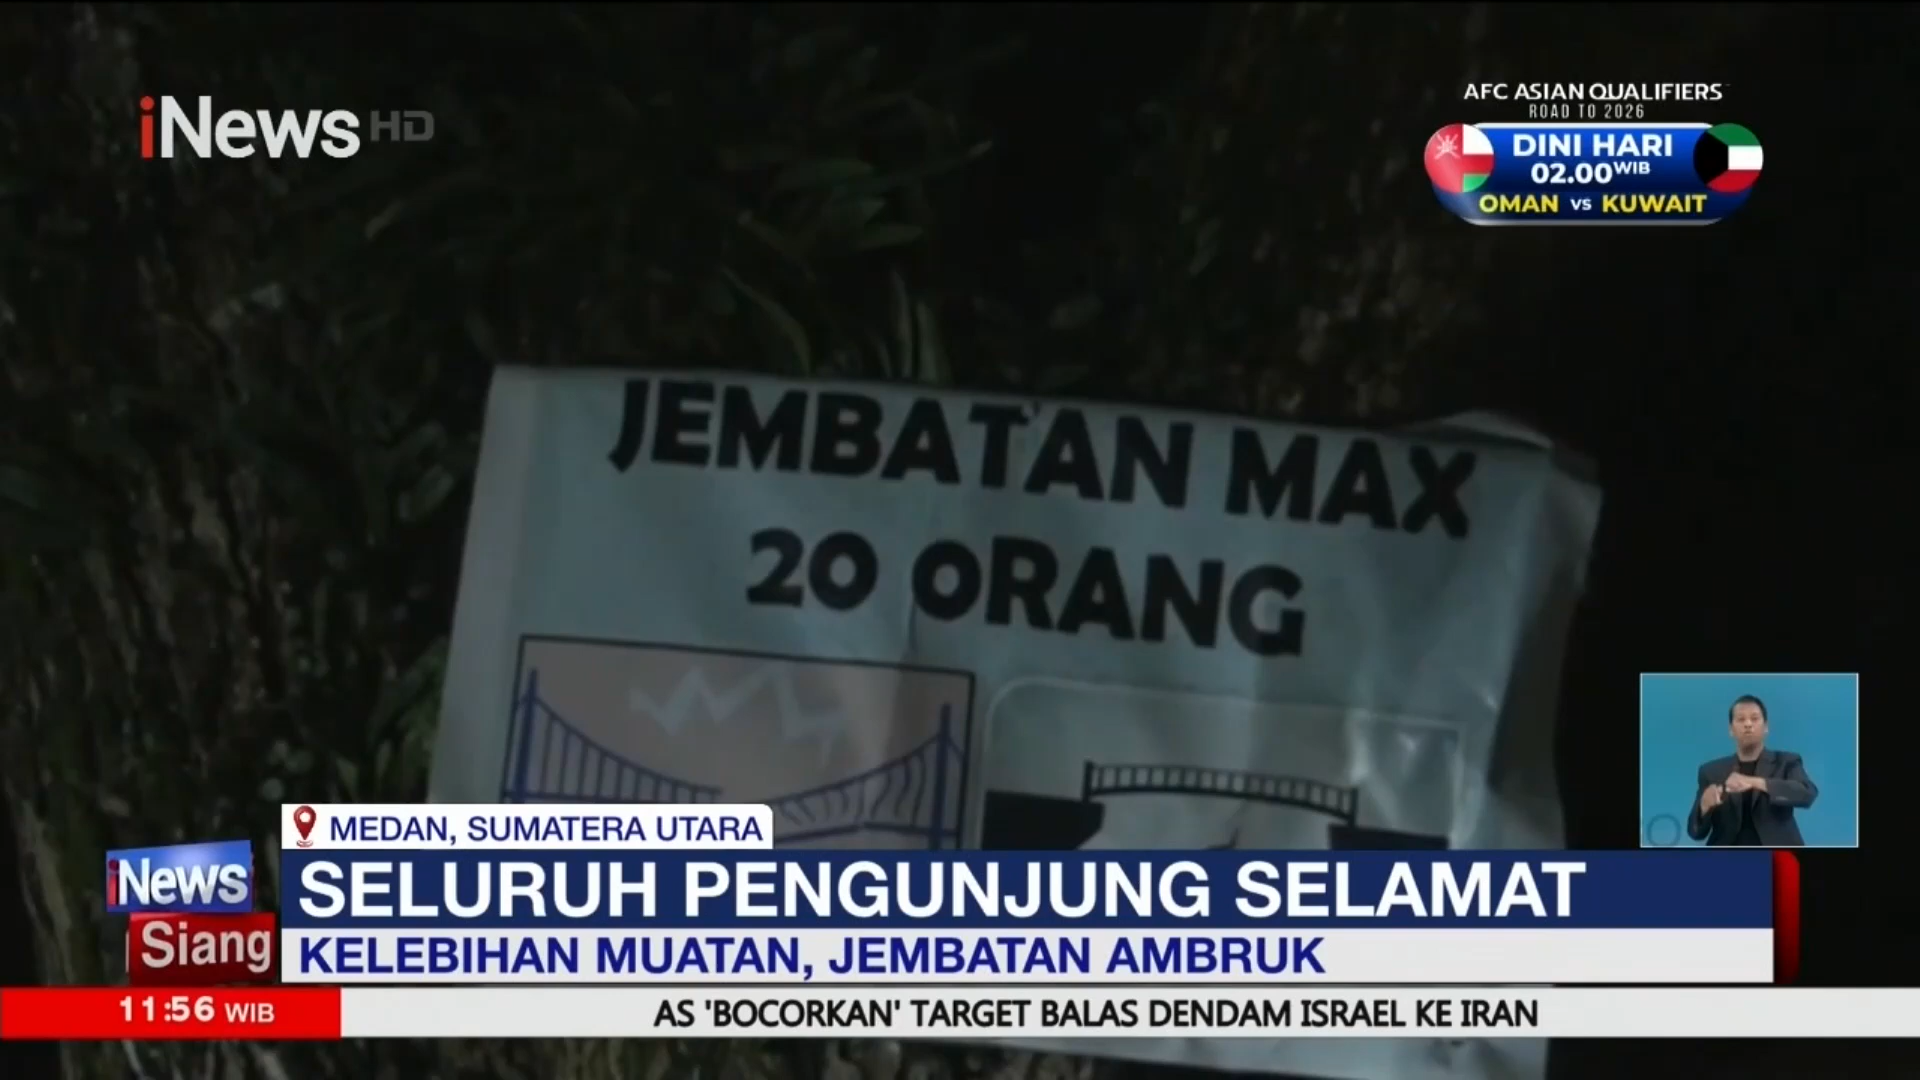 iNews HD
AFC ASIAN QUALIFIERS
ROAD TO 2026
DINI HARI
02.00 WIB
OMAN VS KUWAIT
JEMBATAN MAX
20 ORANG
MEDAN, SUMATERA UTARA
iNews
Siang
SELURUH PENGUNJUNG SELAMAT
KELEBIHAN MUATAN, JEMBATAN AMBRUK
11:56 WIB
AS 'BOCORKAN' TARGET BALAS DENDAM ISRAEL KE IRAN